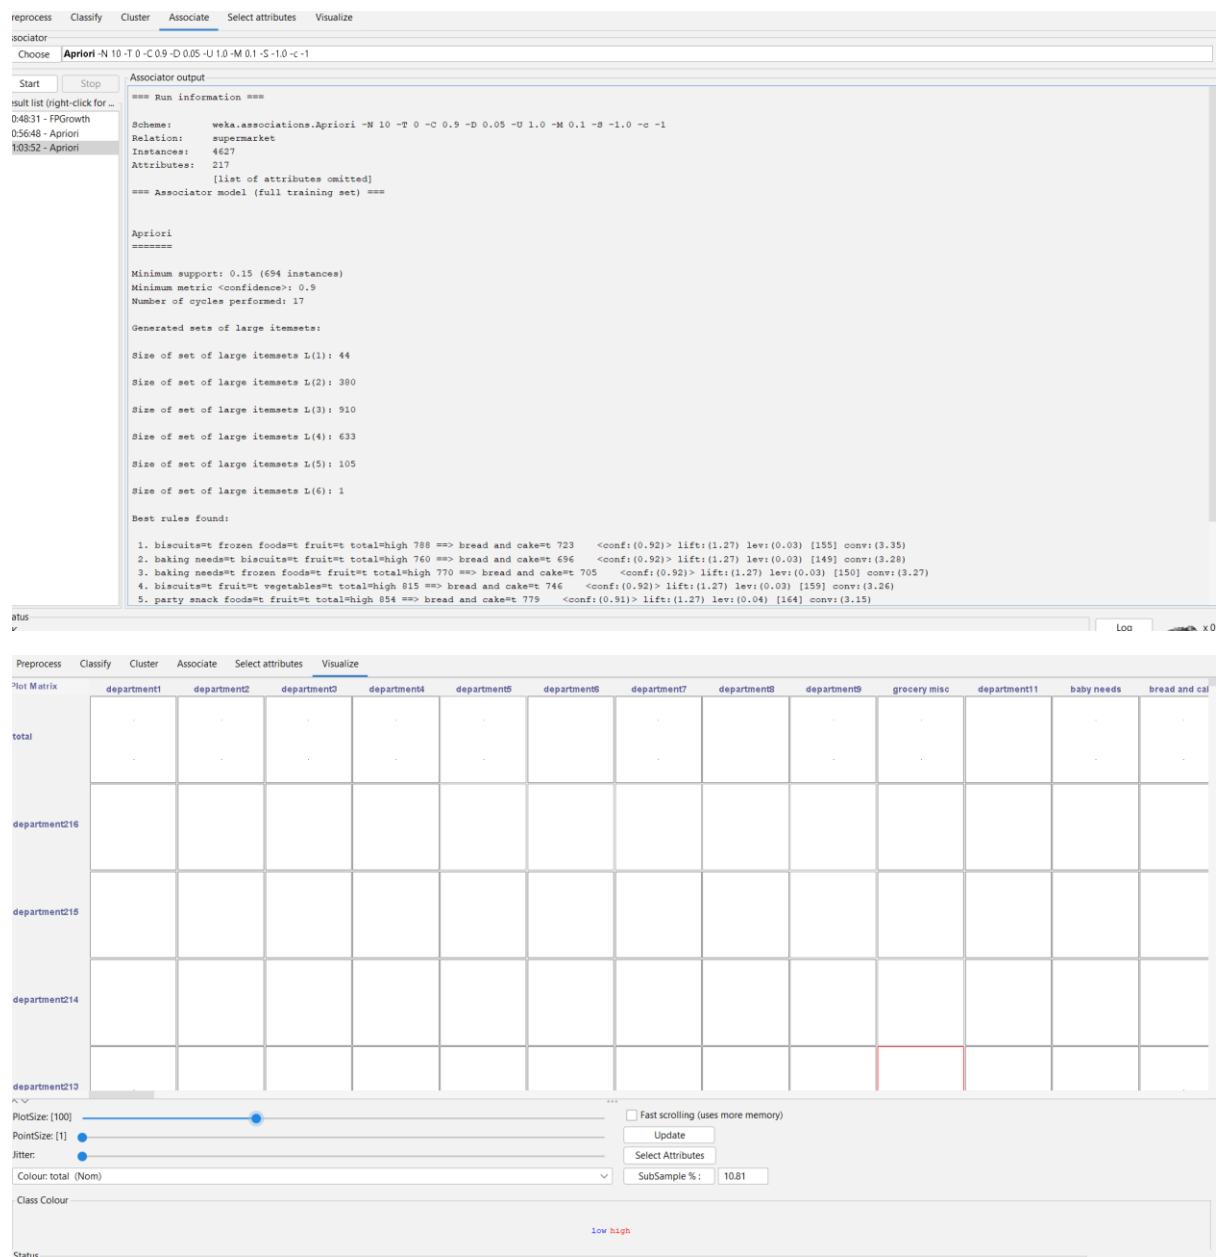 reprocess Classify Cluster Associate Select attributes Visualize
ssociator
Choose Apriori -N 10 -T 0 -C 0.9 -D 0.05 -U 1.0 -M 0.1 -S -1.0 -c -1
Start Stop
Associator output
esult list (right-click for ...
0:48:31 - FPGrowth
0:56:48 - Apriori
1:03:52 - Apriori
=== Run information ===
Scheme: weka.associations.Apriori -N 10 -T 0 -C 0.9 -D 0.05 -U 1.0 -M 0.1 -S -1.0 -c -1
Relation: supermarket
Instances: 4627
Attributes: 217
[list of attributes omitted]
=== Associator model (full training set) ===
Apriori
=======
Minimum support: 0.15 (694 instances)
Minimum metric <confidence>: 0.9
Number of cycles performed: 17
Generated sets of large itemsets:
Size of set of large itemsets L(1): 44
Size of set of large itemsets L(2): 380
Size of set of large itemsets L(3): 910
Size of set of large itemsets L(4): 633
Size of set of large itemsets L(5): 105
Size of set of large itemsets L(6): 1
Best rules found:
1. biscuits=t frozen foods=t fruit=t total=high 788 ==> bread and cake=t 723 <conf:(0.92)> lift:(1.27) lev:(0.03) [155] conv:(3.35)
2. baking needs=t biscuits=t fruit=t total=high 760 ==> bread and cake=t 696 <conf:(0.92)> lift:(1.27) lev:(0.03) [149] conv:(3.28)
3. baking needs=t frozen foods=t fruit=t total=high 770 ==> bread and cake=t 705 <conf:(0.92)> lift:(1.27) lev:(0.03) [150] conv:(3.27)
4. biscuits=t fruit=t vegetables=t total=high 815 ==> bread and cake=t 746 <conf:(0.92)> lift:(1.27) lev:(0.03) [159] conv:(3.26)
5. party snack foods=t fruit=t total=high 854 ==> bread and cake=t 779 <conf:(0.91)> lift:(1.27) lev:(0.04) [164] conv:(3.15)
atus
Log x 0
Preprocess Classify Cluster Associate Select attributes Visualize
Plot Matrix department1 department2 department3 department4 department5 department6 department7 department8 department9 grocery misc department11 baby needs bread and cal
total
department216
department215
department214
department213
PlotSize: [100]
PointSize: [1]
Jitter:
Fast scrolling (uses more memory)
Update
Select Attributes
Colour: total (Nom)
SubSample % : 10.81
Class Colour
low high
Status